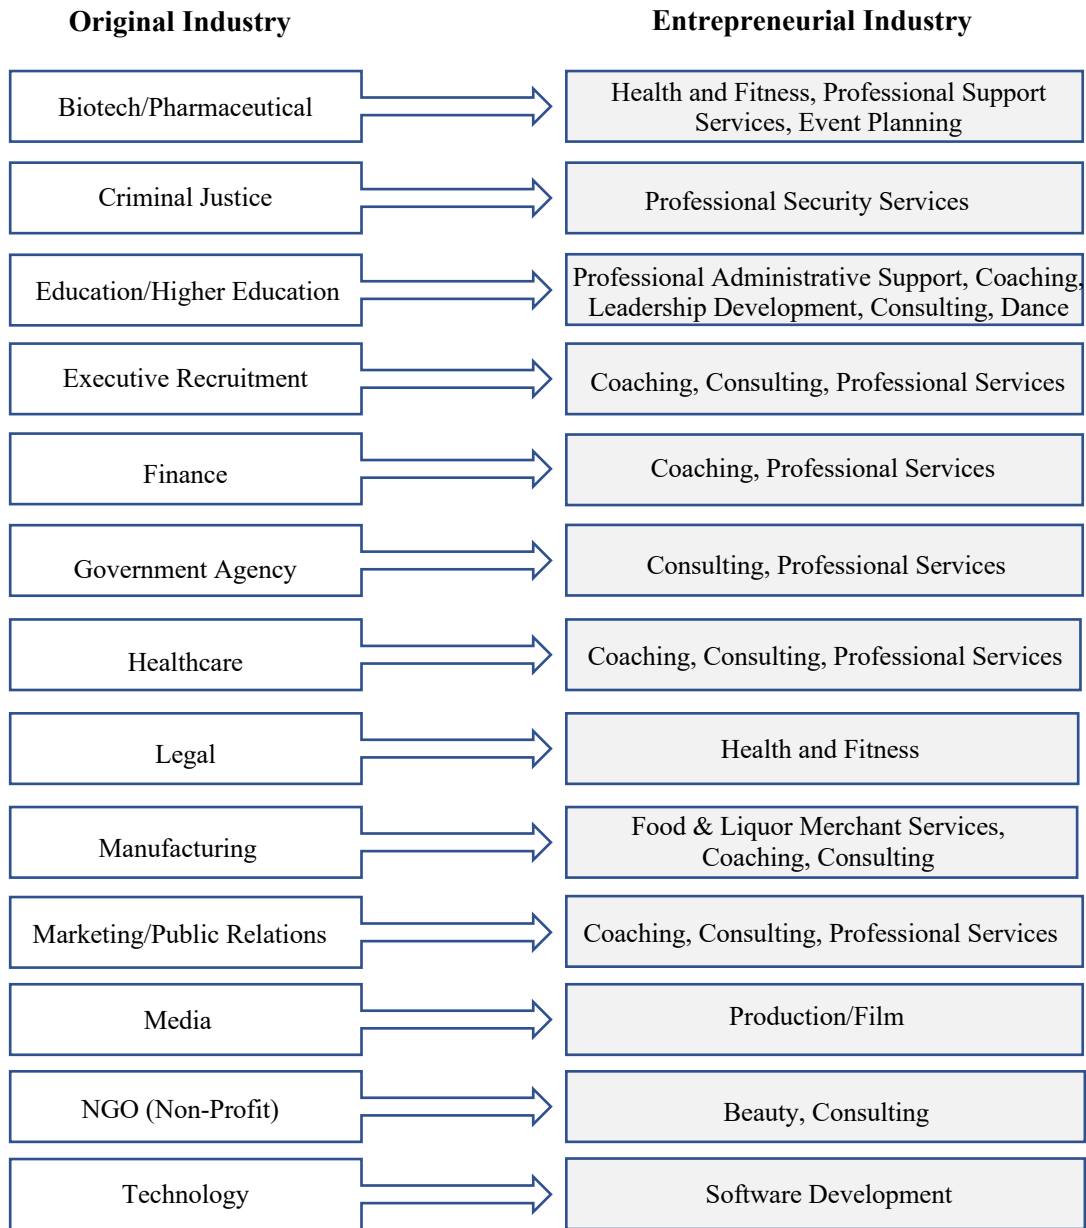 Original Industry
Entrepreneurial Industry
Biotech/Pharmaceutical
Health and Fitness, Professional Support
Services, Event Planning
Criminal Justice
Professional Security Services
Education/Higher Education
Professional Administrative Support, Coaching,
Leadership Development, Consulting, Dance
Executive Recruitment
Coaching, Consulting, Professional Services
Finance
Coaching, Professional Services
Government Agency
Consulting, Professional Services
Healthcare
Coaching, Consulting, Professional Services
Legal
Health and Fitness
Manufacturing
Food & Liquor Merchant Services,
Coaching, Consulting
Marketing/Public Relations
Coaching, Consulting, Professional Services
Media
Production/Film
NGO (Non-Profit)
Beauty, Consulting
Technology
Software Development